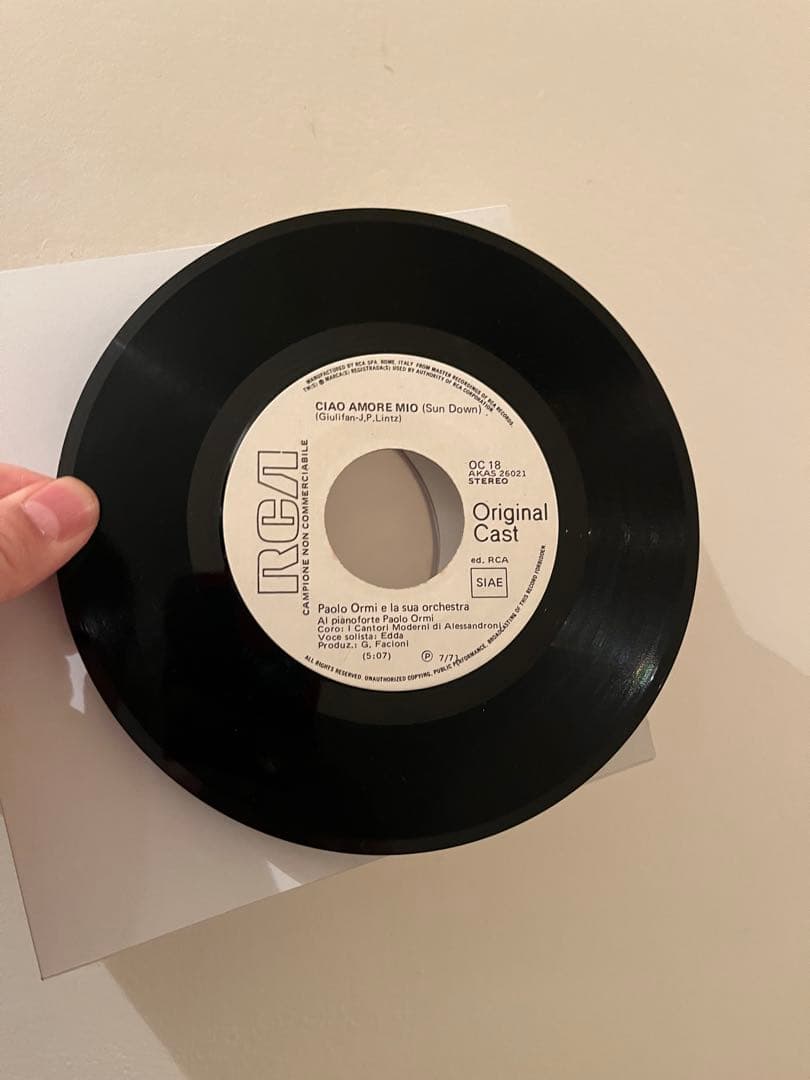 MANUFACTURED BY RCA SPA, ROME, ITALY FROM MASTER RECORDINGS OF RCA RECORDS.
TM(S) ® MARCA(S) REGISTRADA(S) USED BY AUTHORITY OF RCA CORPORATION
CIAO AMORE MIO (Sun Down)
(Giulifan-J.P.Lintz)
RCA
CAMPIONE NON COMMERCIABILE
OC 18
AKAS 26021
STEREO
Original
Cast
ed. RCA
SIAE
Paolo Ormi e la sua orchestra
Al pianoforte Paolo Ormi
Coro: I Cantori Moderni di Alessandroni
Voce solista: Edda
Produz.: G. Facioni
(5:07)
Ⓟ 7/71
ALL RIGHTS RESERVED. UNAUTHORIZED COPYING, PUBLIC PERFORMANCE, BROADCASTING OF THIS RECORD FORBIDDEN